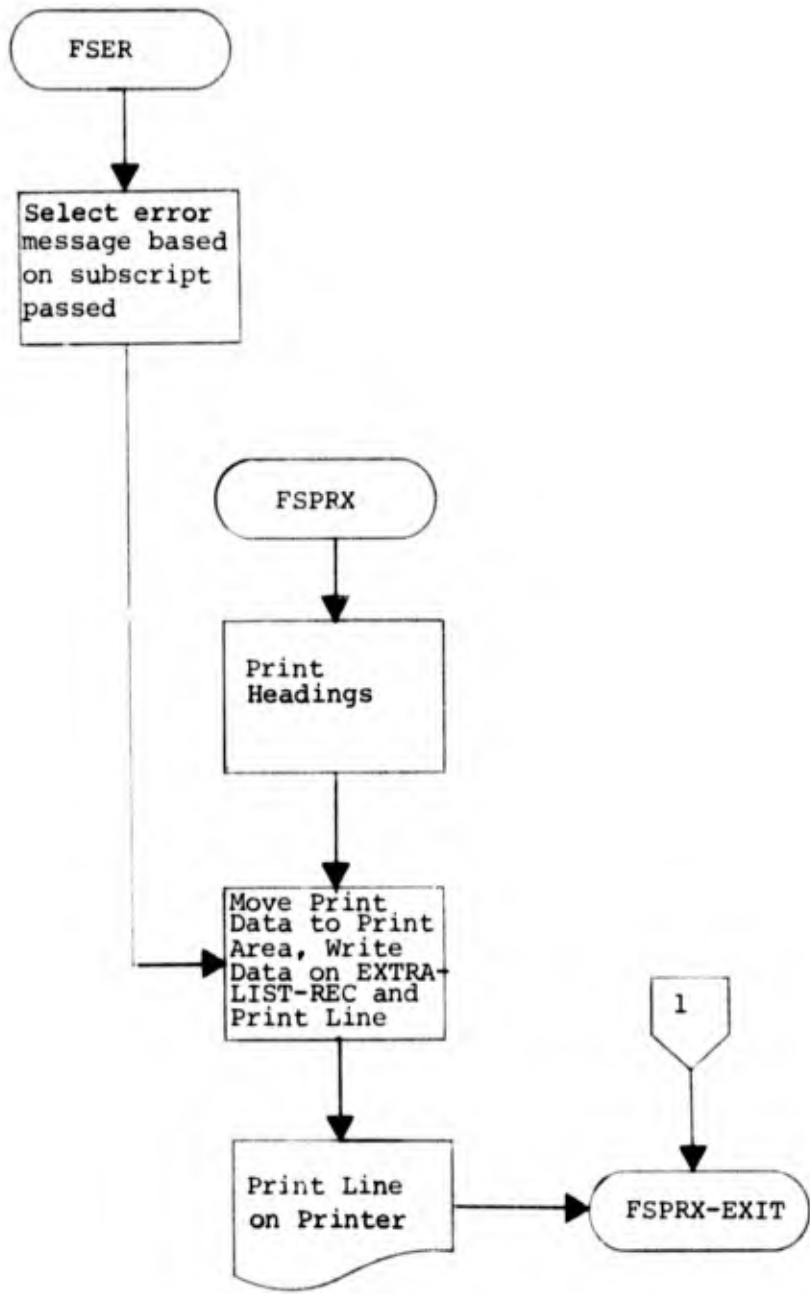 FSER
Select error
message based
on subscript
passed
FSPRX
Print
Headings
Move Print
Data to Print
Area, Write
Data on EXTRA-
LIST-REC and
Print Line
1
Print Line
on Printer
FSPRX-EXIT